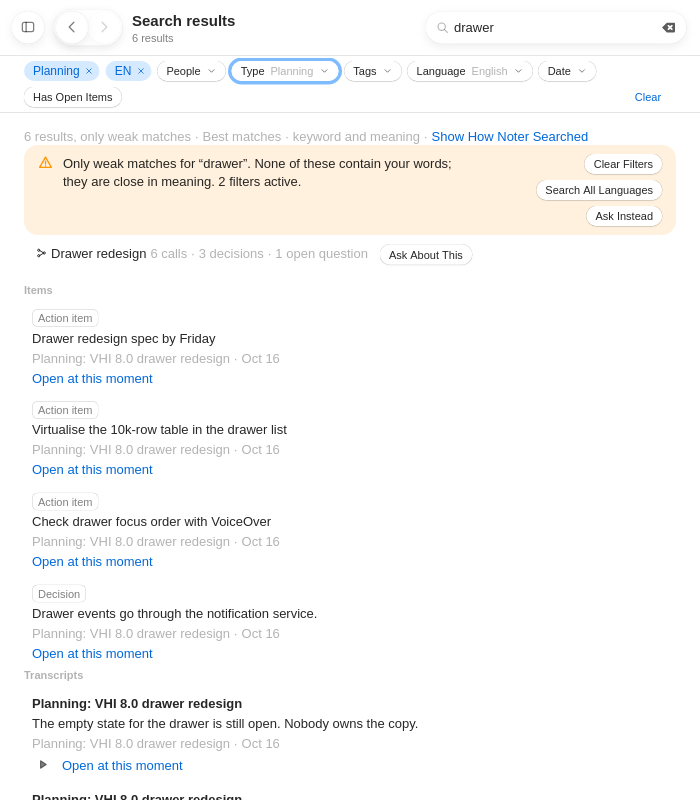 Search results
6 results
drawer
Planning × EN × People Type Planning Tags Language English Date
Has Open Items Clear
6 results, only weak matches · Best matches · keyword and meaning · Show How Noter Searched
Only weak matches for “drawer”. None of these contain your words;
they are close in meaning. 2 filters active.
Clear Filters
Search All Languages
Ask Instead
Drawer redesign 6 calls · 3 decisions · 1 open question Ask About This
Items
Action item
Drawer redesign spec by Friday
Planning: VHI 8.0 drawer redesign · Oct 16
Open at this moment
Action item
Virtualise the 10k-row table in the drawer list
Planning: VHI 8.0 drawer redesign · Oct 16
Open at this moment
Action item
Check drawer focus order with VoiceOver
Planning: VHI 8.0 drawer redesign · Oct 16
Open at this moment
Decision
Drawer events go through the notification service.
Planning: VHI 8.0 drawer redesign · Oct 16
Open at this moment
Transcripts
Planning: VHI 8.0 drawer redesign
The empty state for the drawer is still open. Nobody owns the copy.
Planning: VHI 8.0 drawer redesign · Oct 16
Open at this moment
Planning: VHI 8.0 drawer redesign